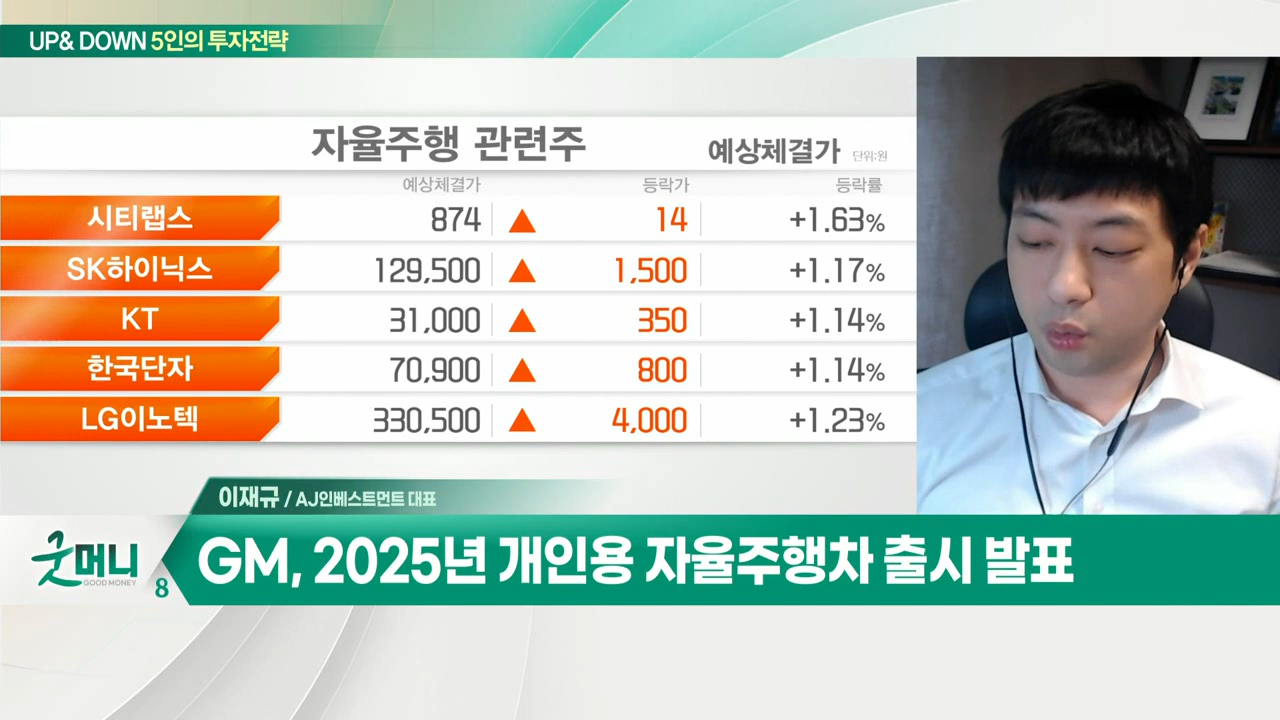 UP& DOWN 5인의 투자전략
자율주행 관련주 예상체결가 단위:원
예상체결가 등락가 등락률
시티랩스 874 ▲ 14 +1.63%
SK하이닉스 129,500 ▲ 1,500 +1.17%
KT 31,000 ▲ 350 +1.14%
한국단자 70,900 ▲ 800 +1.14%
LG이노텍 330,500 ▲ 4,000 +1.23%
이재규 / AJ인베스트먼트 대표
굿머니
GOOD MONEY
8
GM, 2025년 개인용 자율주행차 출시 발표